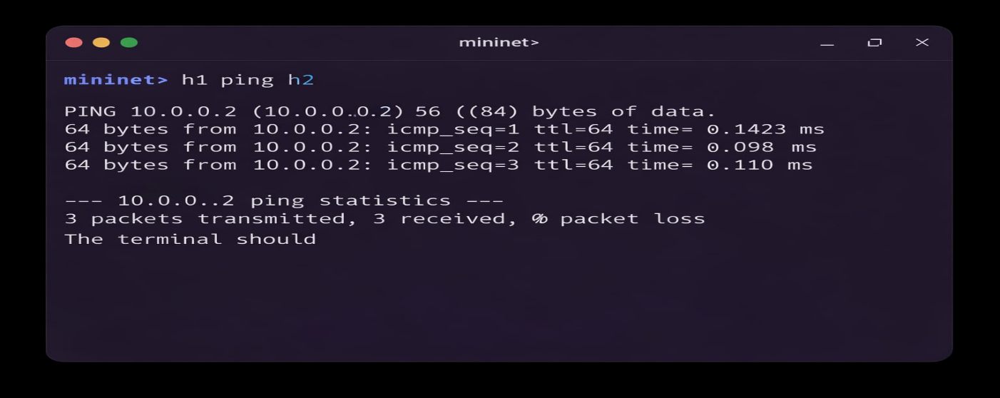 mininet>
mininet> h1 ping h2
PING 10.0.0.2 (10.0.0..0.2) 56 ((84) bytes of data.
64 bytes from 10.0.0.2: icmp_seq=1 ttl=64 time= 0.1423 ms
64 bytes from 10.0.0.2: icmp_seq=2 ttl=64 time= 0.098 ms
64 bytes from 10.0.0.2: icmp_seq=3 ttl=64 time= 0.110 ms
--- 10.0.0..2 ping statistics ---
3 packets transmitted, 3 received, % packet loss
The terminal should